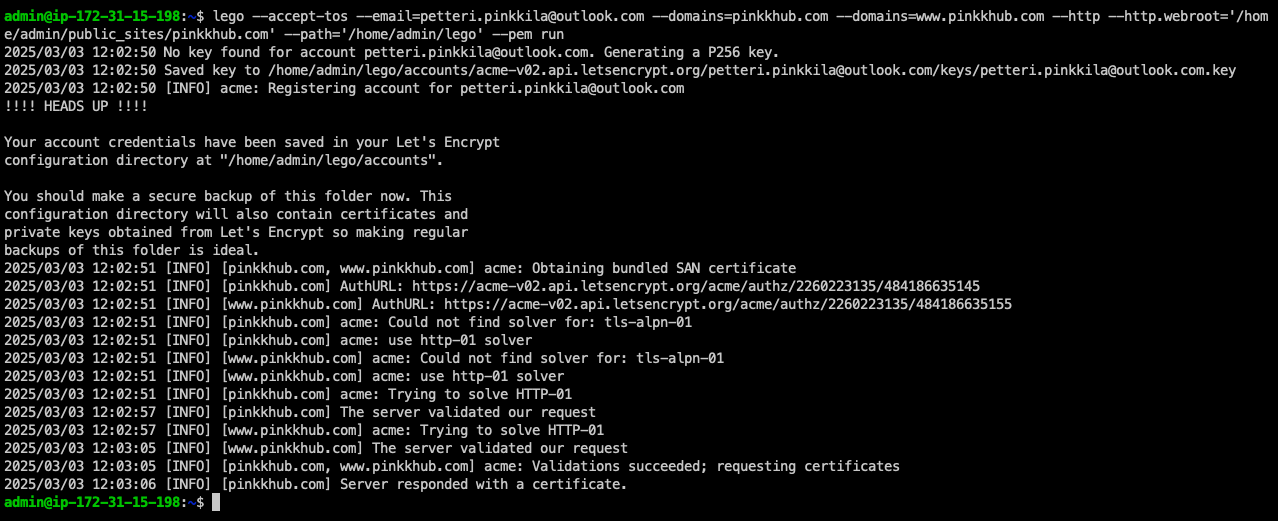 admin@ip-172-31-15-198:~$ lego --accept-tos --email=petteri.pinkkila@outlook.com --domains=pinkkhub.com --domains=www.pinkkhub.com --http --http.webroot='/hom
e/admin/public_sites/pinkkhub.com' --path='/home/admin/lego' --pem run
2025/03/03 12:02:50 No key found for account petteri.pinkkila@outlook.com. Generating a P256 key.
2025/03/03 12:02:50 Saved key to /home/admin/lego/accounts/acme-v02.api.letsencrypt.org/petteri.pinkkila@outlook.com/keys/petteri.pinkkila@outlook.com.key
2025/03/03 12:02:50 [INFO] acme: Registering account for petteri.pinkkila@outlook.com
!!!! HEADS UP !!!!
Your account credentials have been saved in your Let's Encrypt
configuration directory at "/home/admin/lego/accounts".
You should make a secure backup of this folder now. This
configuration directory will also contain certificates and
private keys obtained from Let's Encrypt so making regular
backups of this folder is ideal.
2025/03/03 12:02:51 [INFO] [pinkkhub.com, www.pinkkhub.com] acme: Obtaining bundled SAN certificate
2025/03/03 12:02:51 [INFO] [pinkkhub.com] AuthURL: https://acme-v02.api.letsencrypt.org/acme/authz/2260223135/484186635145
2025/03/03 12:02:51 [INFO] [www.pinkkhub.com] AuthURL: https://acme-v02.api.letsencrypt.org/acme/authz/2260223135/484186635155
2025/03/03 12:02:51 [INFO] [pinkkhub.com] acme: Could not find solver for: tls-alpn-01
2025/03/03 12:02:51 [INFO] [pinkkhub.com] acme: use http-01 solver
2025/03/03 12:02:51 [INFO] [www.pinkkhub.com] acme: Could not find solver for: tls-alpn-01
2025/03/03 12:02:51 [INFO] [www.pinkkhub.com] acme: use http-01 solver
2025/03/03 12:02:51 [INFO] [pinkkhub.com] acme: Trying to solve HTTP-01
2025/03/03 12:02:57 [INFO] [pinkkhub.com] The server validated our request
2025/03/03 12:02:57 [INFO] [www.pinkkhub.com] acme: Trying to solve HTTP-01
2025/03/03 12:03:05 [INFO] [www.pinkkhub.com] The server validated our request
2025/03/03 12:03:05 [INFO] [pinkkhub.com, www.pinkkhub.com] acme: Validations succeeded; requesting certificates
2025/03/03 12:03:06 [INFO] [pinkkhub.com] Server responded with a certificate.
admin@ip-172-31-15-198:~$